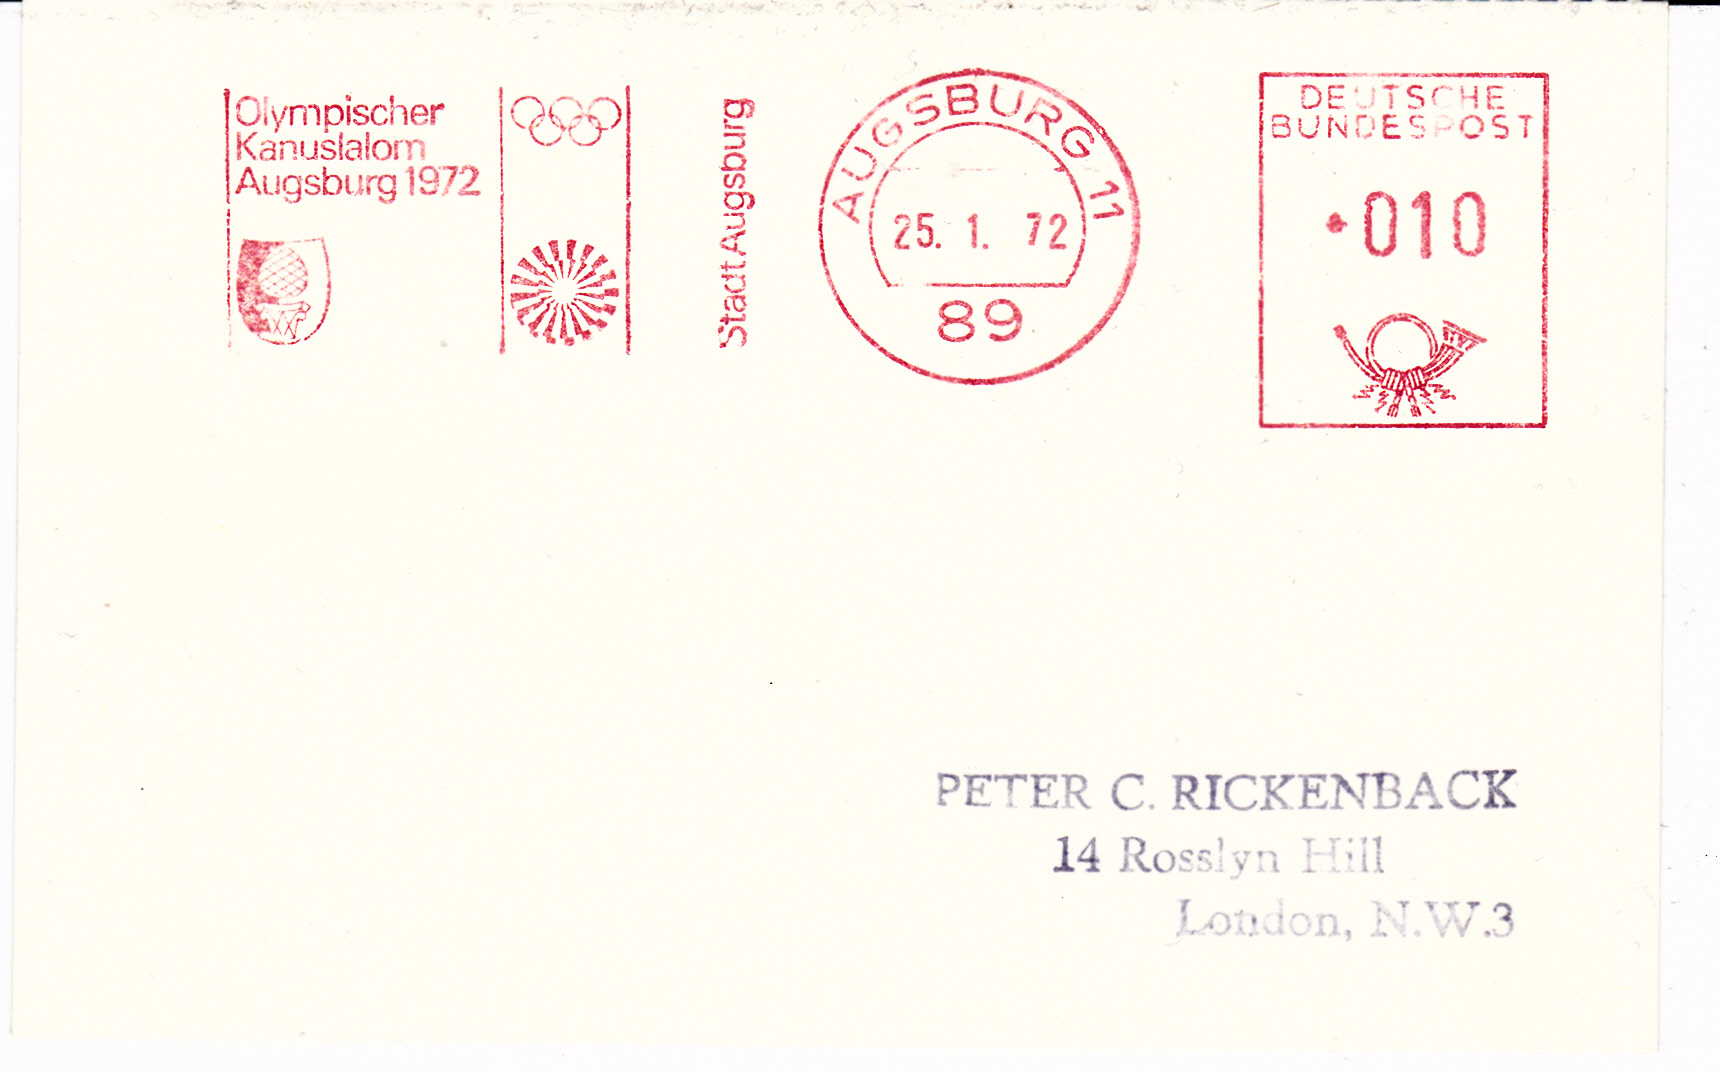 Olympischer
Kanuslalom
Augsburg 1972
Stadt Augsburg
AUGSBURG 11
25. 1. 72
89
DEUTSCHE
BUNDESPOST
010
PETER C. RICKENBACK
14 Rosslyn Hill
London, N.W.3